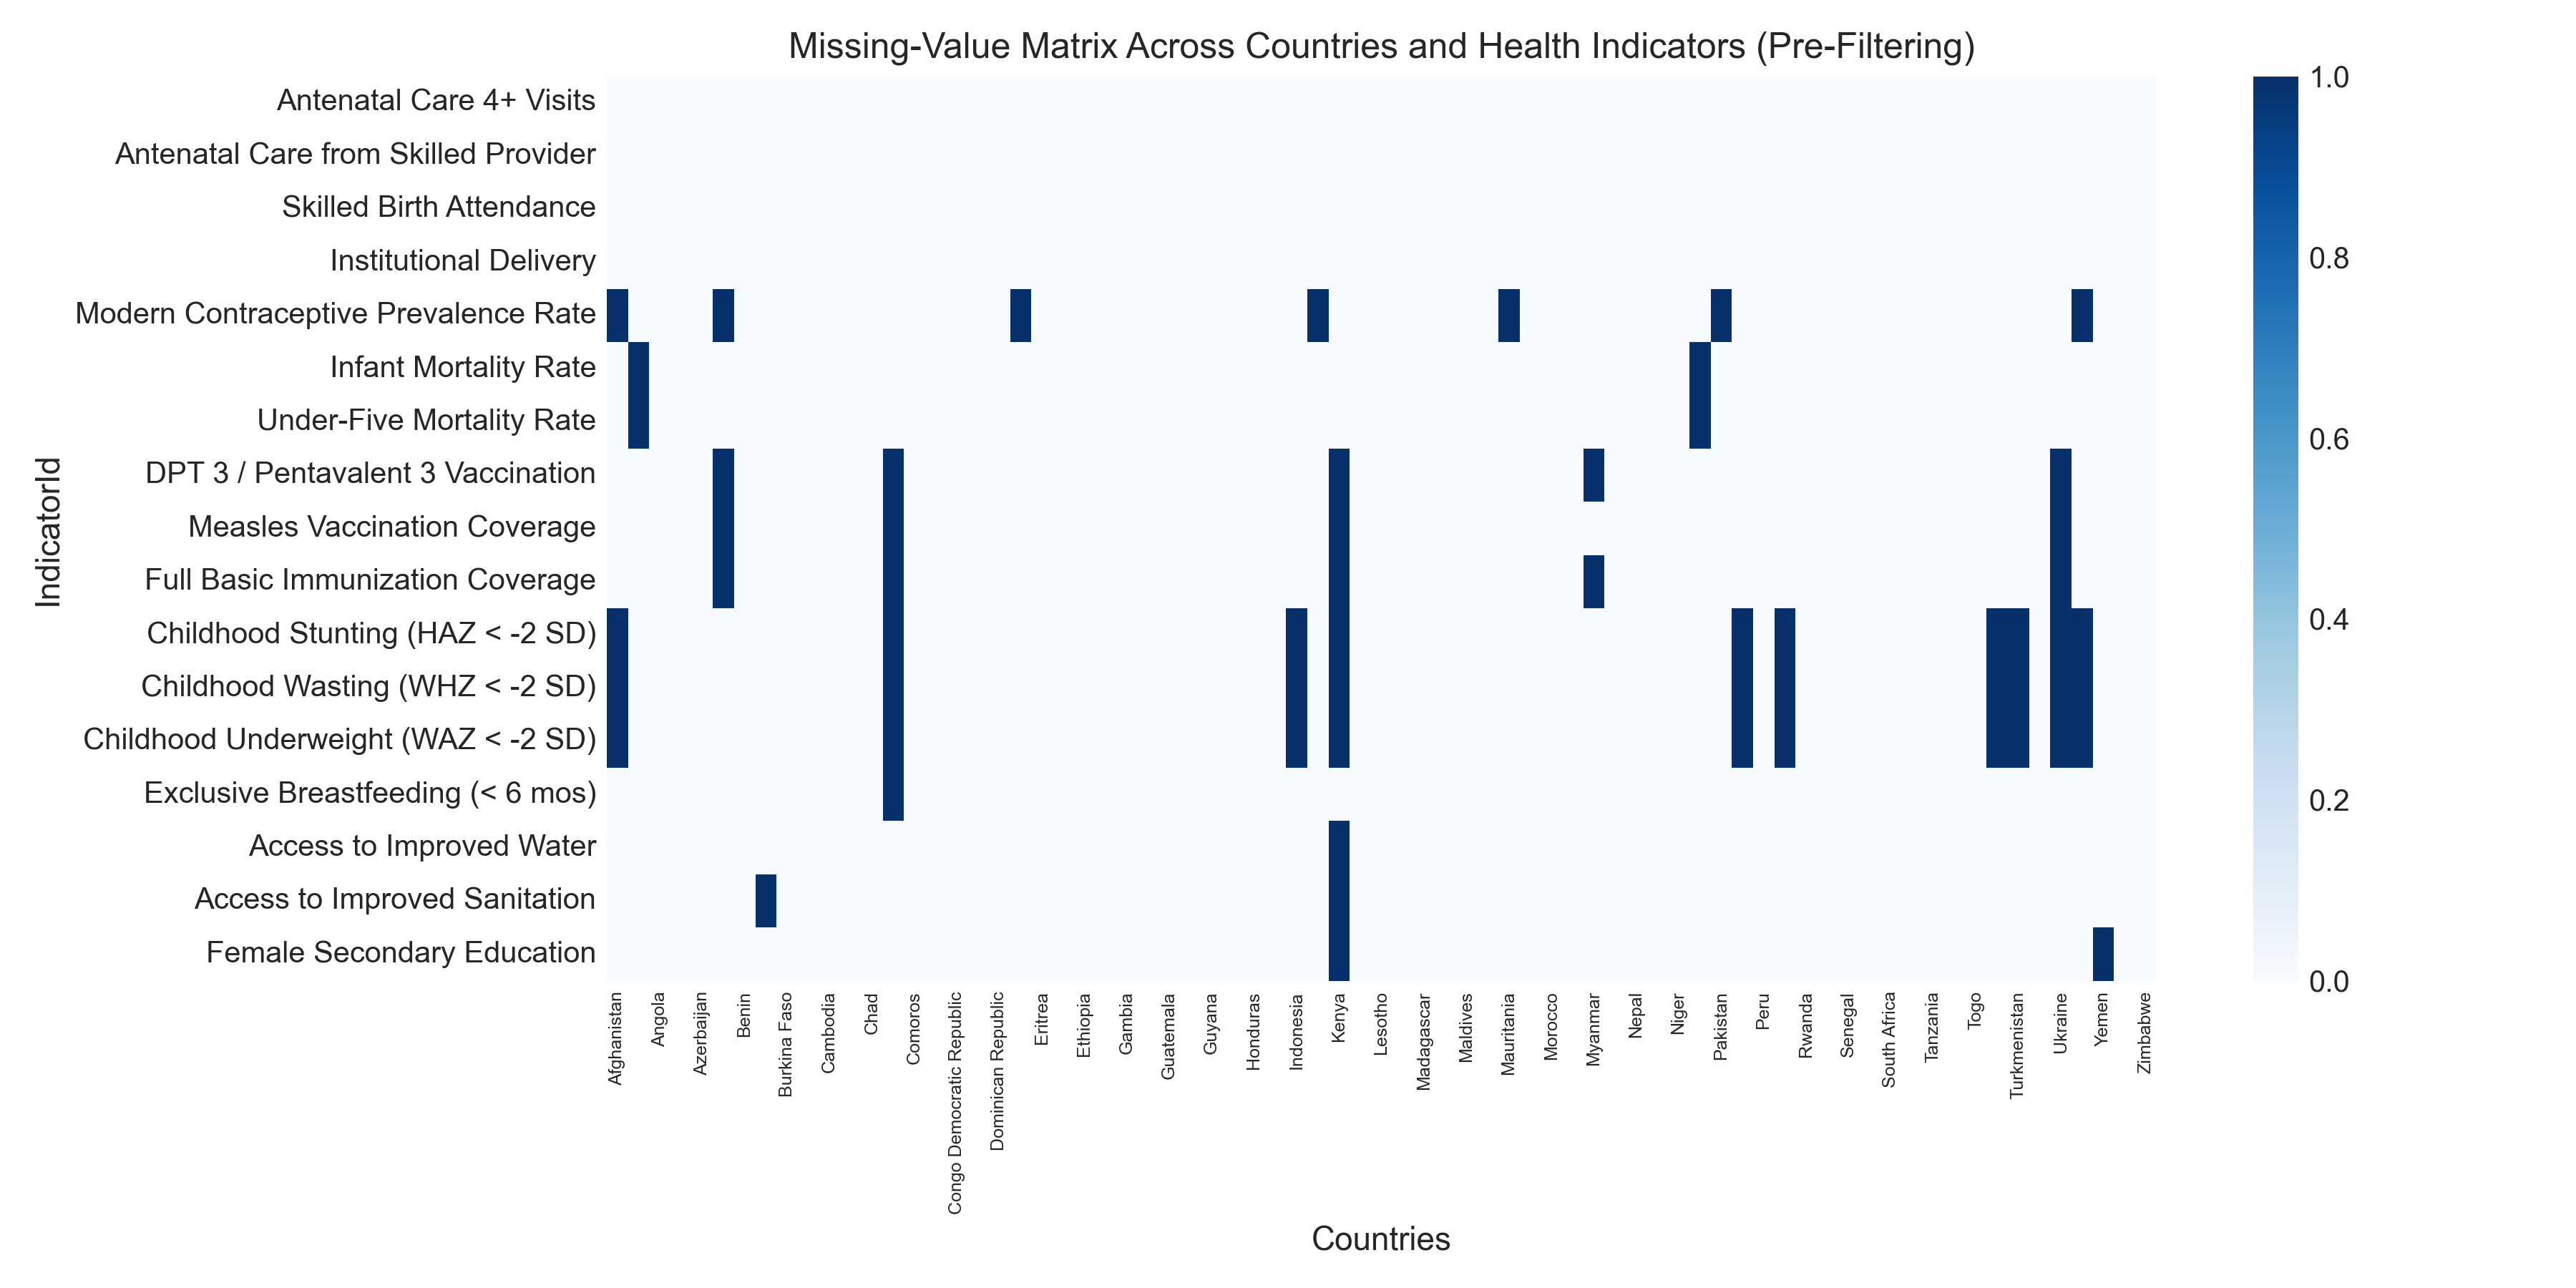 Missing-Value Matrix Across Countries and Health Indicators (Pre-Filtering)
IndicatorId
Antenatal Care 4+ Visits
Antenatal Care from Skilled Provider
Skilled Birth Attendance
Institutional Delivery
Modern Contraceptive Prevalence Rate
Infant Mortality Rate
Under-Five Mortality Rate
DPT 3 / Pentavalent 3 Vaccination
Measles Vaccination Coverage
Full Basic Immunization Coverage
Childhood Stunting (HAZ < -2 SD)
Childhood Wasting (WHZ < -2 SD)
Childhood Underweight (WAZ < -2 SD)
Exclusive Breastfeeding (< 6 mos)
Access to Improved Water
Access to Improved Sanitation
Female Secondary Education
Afghanistan
Angola
Azerbaijan
Benin
Burkina Faso
Cambodia
Chad
Comoros
Congo Democratic Republic
Dominican Republic
Eritrea
Ethiopia
Gambia
Guatemala
Guyana
Honduras
Indonesia
Kenya
Lesotho
Madagascar
Maldives
Mauritania
Morocco
Myanmar
Nepal
Niger
Pakistan
Peru
Rwanda
Senegal
South Africa
Tanzania
Togo
Turkmenistan
Ukraine
Yemen
Zimbabwe
Countries
1.0
0.8
0.6
0.4
0.2
0.0